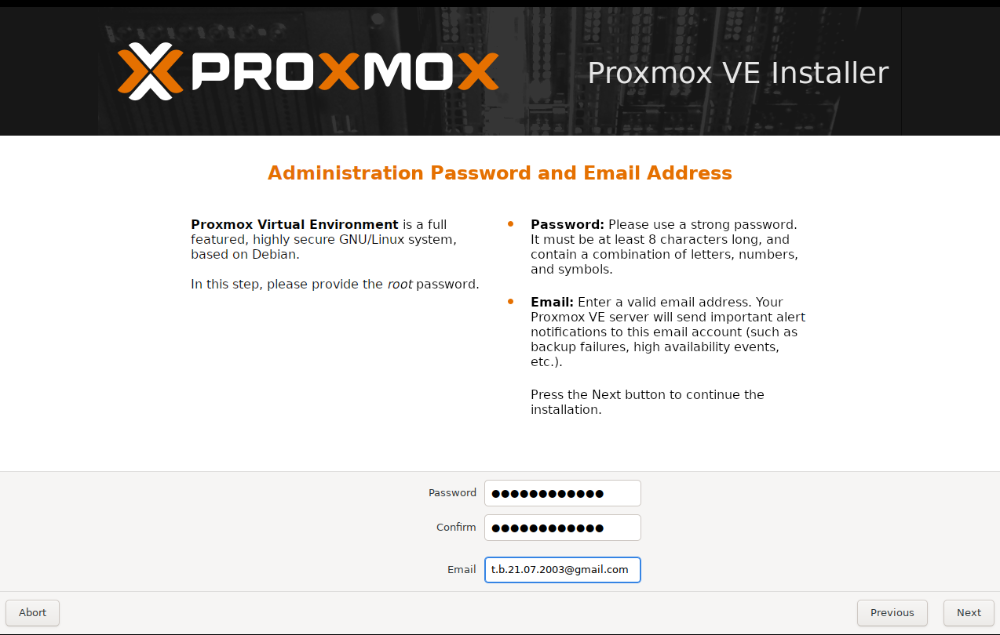 PROXMOX
Proxmox VE Installer
Administration Password and Email Address
Proxmox Virtual Environment is a full
featured, highly secure GNU/Linux system,
based on Debian.
In this step, please provide the root password.
Password: Please use a strong password.
It must be at least 8 characters long, and
contain a combination of letters, numbers,
and symbols.
Email: Enter a valid email address. Your
Proxmox VE server will send important alert
notifications to this email account (such as
backup failures, high availability events,
etc.).
Press the Next button to continue the
installation.
Password ●●●●●●●●●●●●
Confirm ●●●●●●●●●●●●
Email t.b.21.07.2003@gmail.com
Abort Previous Next